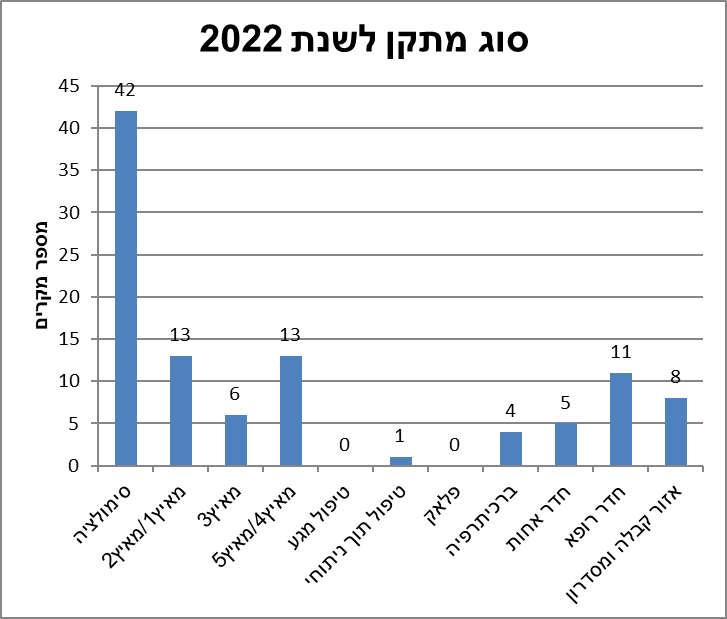 סוג מתקן לשנת 2022
מספר מקרים
45
40
35
30
25
20
15
10
5
0
42
13
6
13
0
1
0
4
5
11
8
סימולציה
מאיץ1/מאיץ2
מאיץ3
מאיץ4/מאיץ5
טיפול מגע
טיפול תוך ניתוחי
פלאק
ברכיתרפיה
חדר אחות
חדר רופא
אזור קבלה ומסדרון